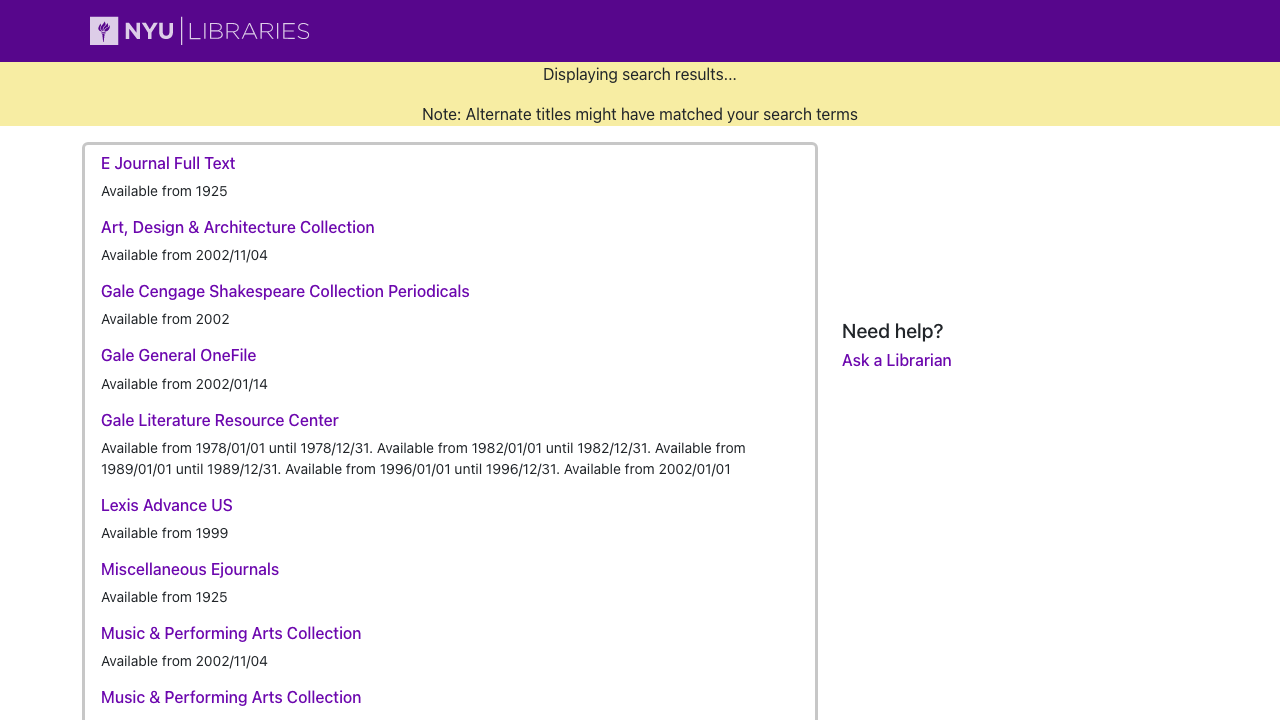 NYU LIBRARIES
Displaying search results...
Note: Alternate titles might have matched your search terms
E Journal Full Text
Available from 1925
Art, Design & Architecture Collection
Available from 2002/11/04
Gale Cengage Shakespeare Collection Periodicals
Available from 2002
Gale General OneFile
Available from 2002/01/14
Gale Literature Resource Center
Available from 1978/01/01 until 1978/12/31. Available from 1982/01/01 until 1982/12/31. Available from
1989/01/01 until 1989/12/31. Available from 1996/01/01 until 1996/12/31. Available from 2002/01/01
Lexis Advance US
Available from 1999
Miscellaneous Ejournals
Available from 1925
Music & Performing Arts Collection
Available from 2002/11/04
Music & Performing Arts Collection
Need help?
Ask a Librarian